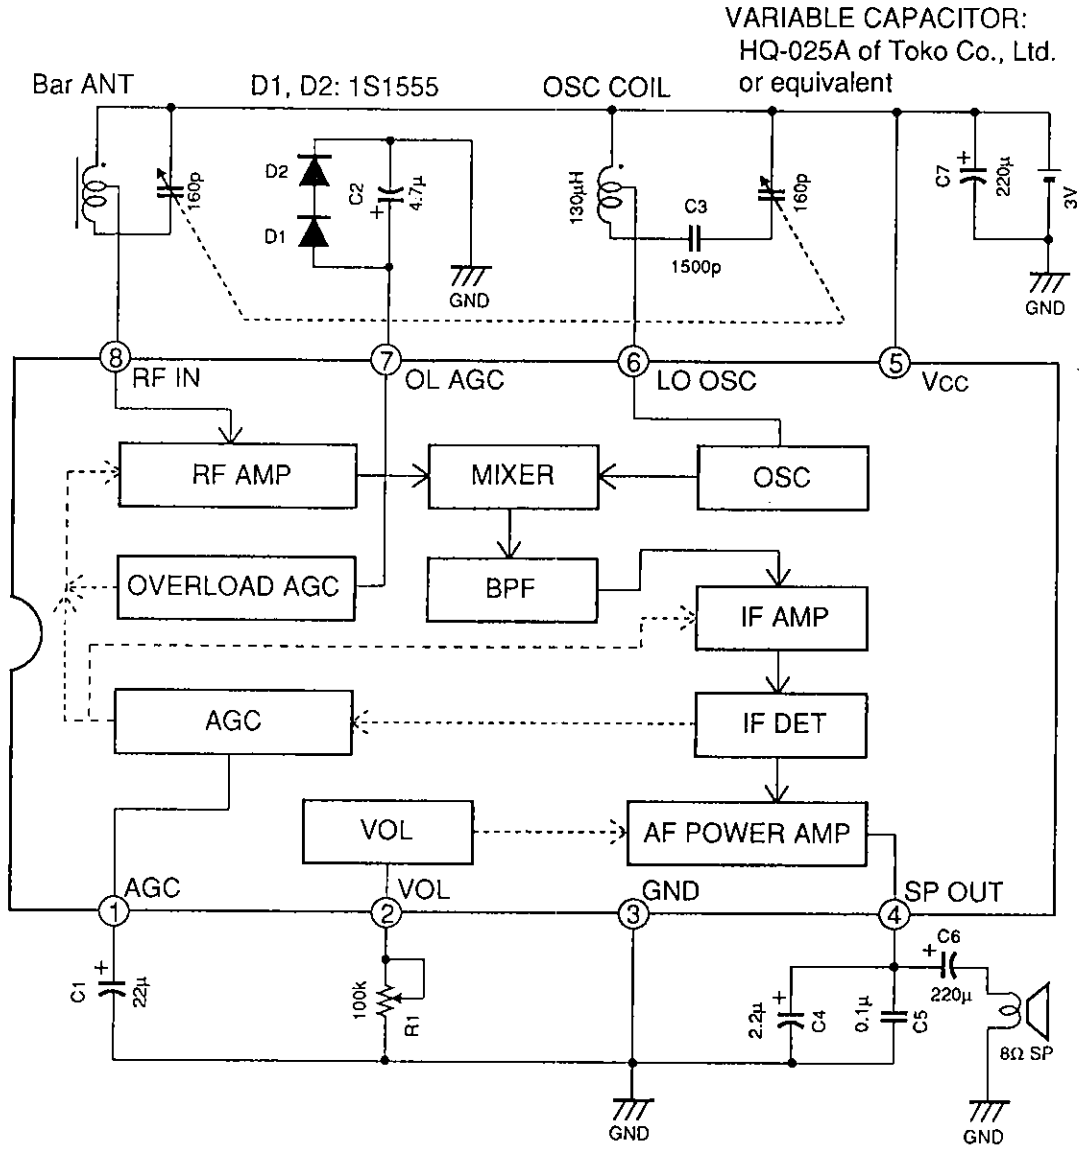 VARIABLE CAPACITOR:
HQ-025A of Toko Co., Ltd.
or equivalent
Bar ANT
D1, D2: 1S1555
OSC COIL
160p
D2
D1
C2
4.7μ
GND
130μH
C3
1500p
160p
C7
+
220μ
3V
GND
+
8
RF IN
7
OL AGC
6
LO OSC
5
Vcc
RF AMP
MIXER
OSC
OVERLOAD AGC
BPF
IF AMP
AGC
IF DET
VOL
AF POWER AMP
AGC
1
VOL
2
GND
3
SP OUT
4
C1
+
22μ
100k
R1
2.2μ
+
C4
0.1μ
C5
C6
+
220μ
8Ω SP
GND
GND